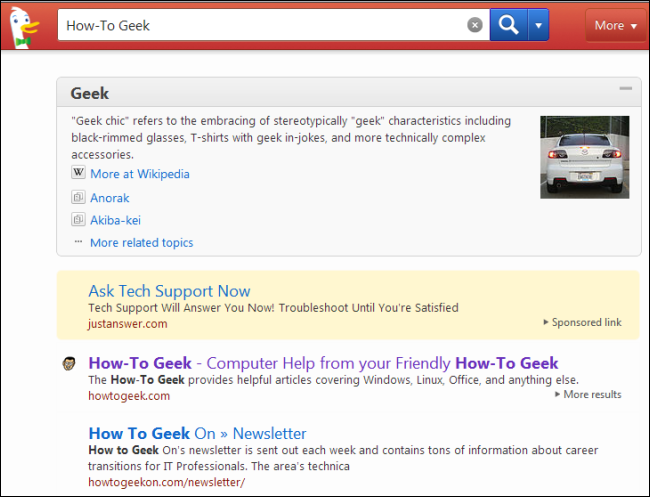 How-To Geek
More
Geek
"Geek chic" refers to the embracing of stereotypically "geek" characteristics including
black-rimmed glasses, T-shirts with geek in-jokes, and more technically complex
accessories.
W More at Wikipedia
Anorak
Akiba-kei
More related topics
Ask Tech Support Now
Tech Support Will Answer You Now! Troubleshoot Until You're Satisfied
justanswer.com
Sponsored link
How-To Geek - Computer Help from your Friendly How-To Geek
The How-To Geek provides helpful articles covering Windows, Linux, Office, and anything else.
howtogeek.com
More results
How To Geek On » Newsletter
How to Geek On's newsletter is sent out each week and contains tons of information about career
transitions for IT Professionals. The area's technica
howtogeekon.com/newsletter/